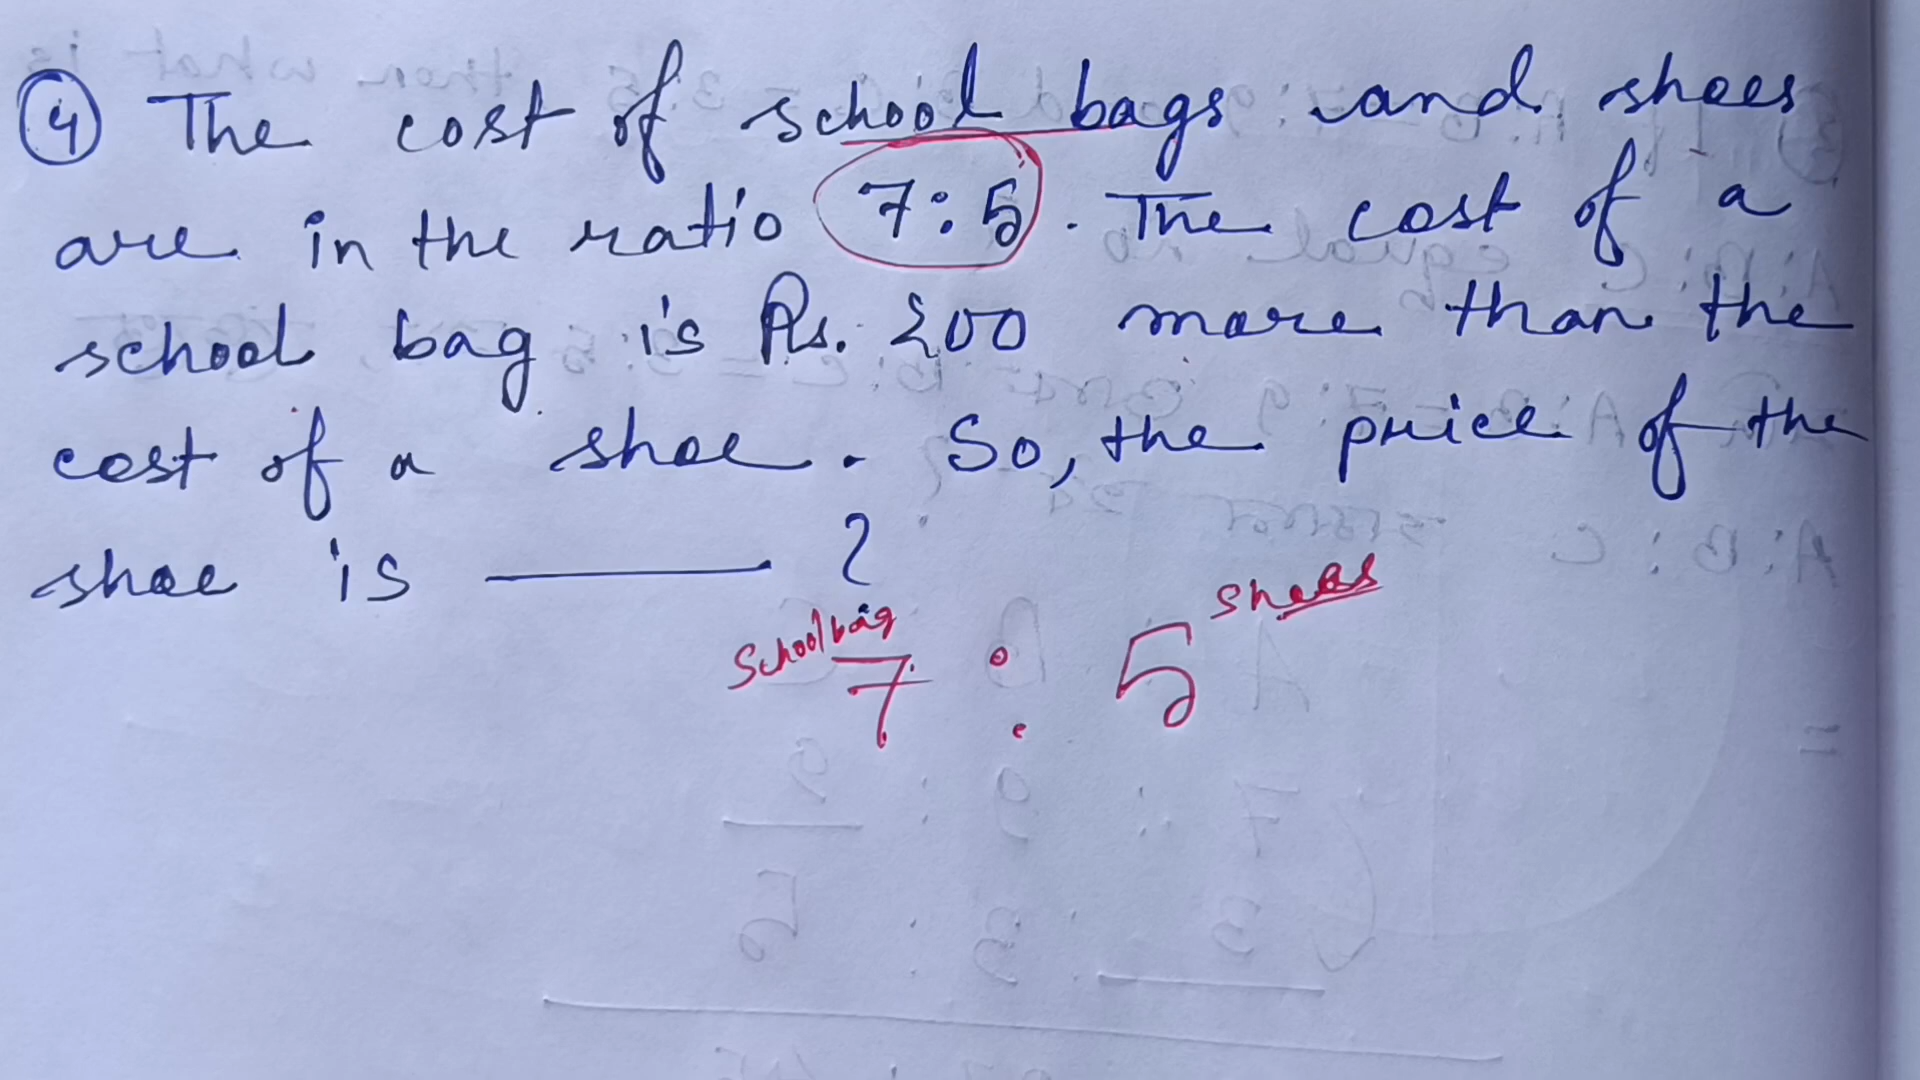 4 The cost of school bags and shoes
are in the ratio 7:5. The cost of a
school bag is Rs. 200 more than the
cost of a shoe. So, the price of the
shoe is ——— ?
School bag shoes
7 : 5